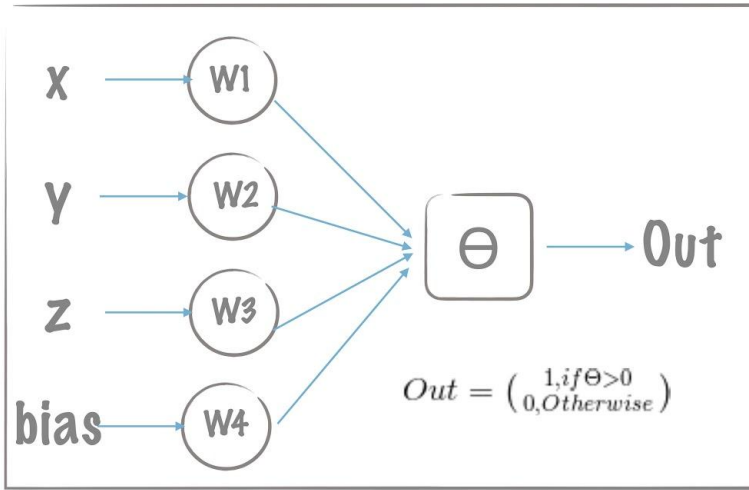 x W1
y W2
Θ Out
z W3
Out = ( 1,ifΘ>0
0,Otherwise )
bias W4